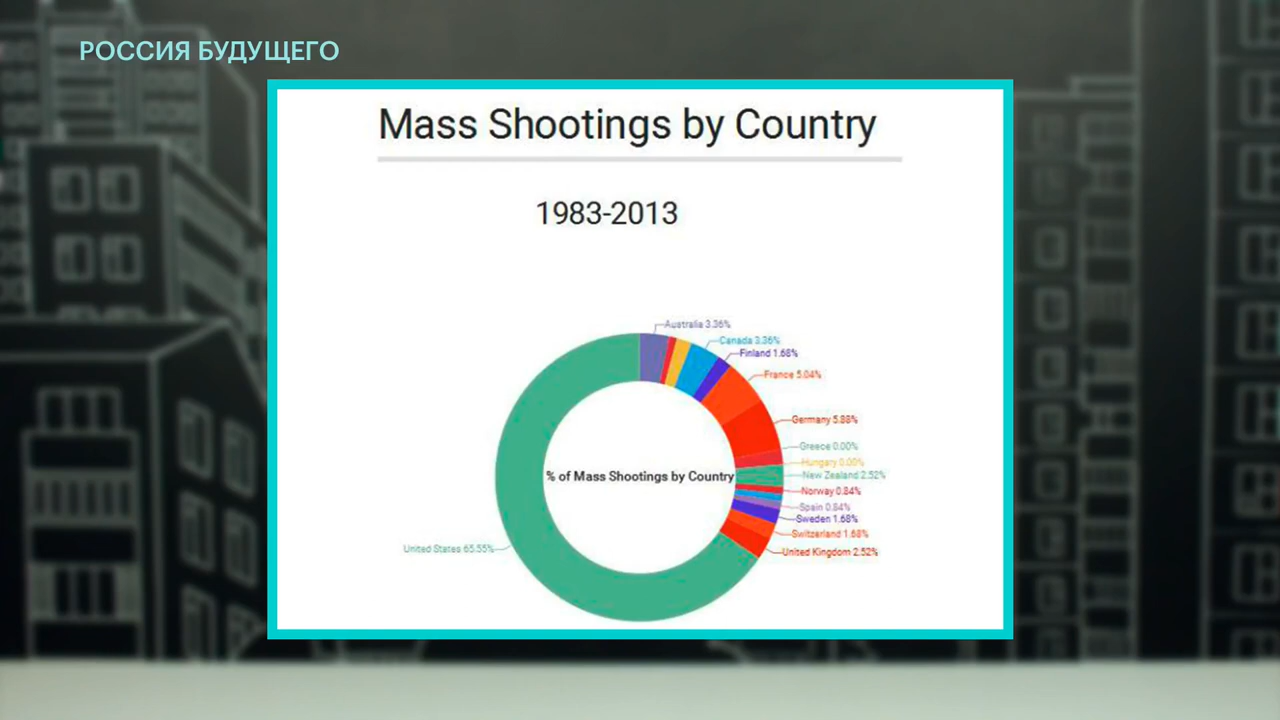 РОССИЯ БУДУЩЕГО
Mass Shootings by Country
1983-2013
Australia 3.36%
Canada 3.36%
Finland 1.68%
France 5.04%
Germany 5.88%
Greece 0.00%
Hungary 0.00%
New Zealand 2.52%
% of Mass Shootings by Country
Norway 0.84%
Spain 0.84%
Sweden 1.68%
Switzerland 1.68%
United States 65.55%
United Kingdom 2.52%